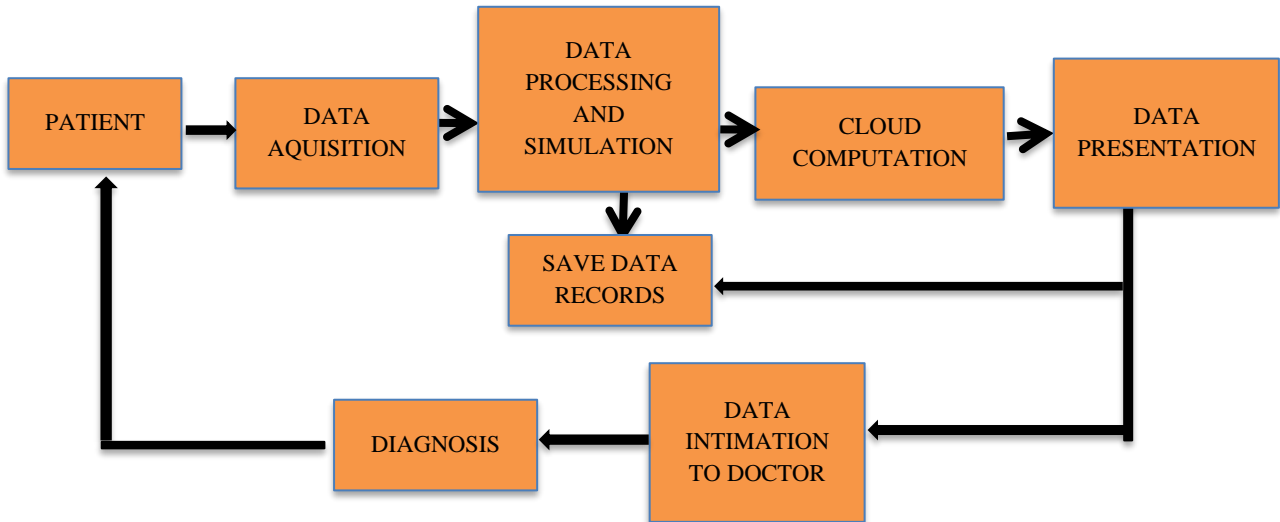 PATIENT
DATA
AQUISITION
DATA
PROCESSING
AND
SIMULATION
CLOUD
COMPUTATION
DATA
PRESENTATION
SAVE DATA
RECORDS
DIAGNOSIS
DATA
INTIMATION
TO DOCTOR